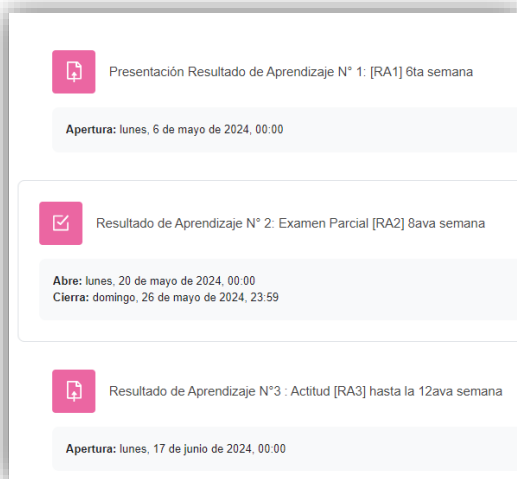 Presentación Resultado de Aprendizaje N° 1: [RA1] 6ta semana
Apertura: lunes, 6 de mayo de 2024, 00:00
Resultado de Aprendizaje N° 2: Examen Parcial [RA2] 8ava semana
Abre: lunes, 20 de mayo de 2024, 00:00
Cierra: domingo, 26 de mayo de 2024, 23:59
Resultado de Aprendizaje N°3 : Actitud [RA3] hasta la 12ava semana
Apertura: lunes, 17 de junio de 2024, 00:00